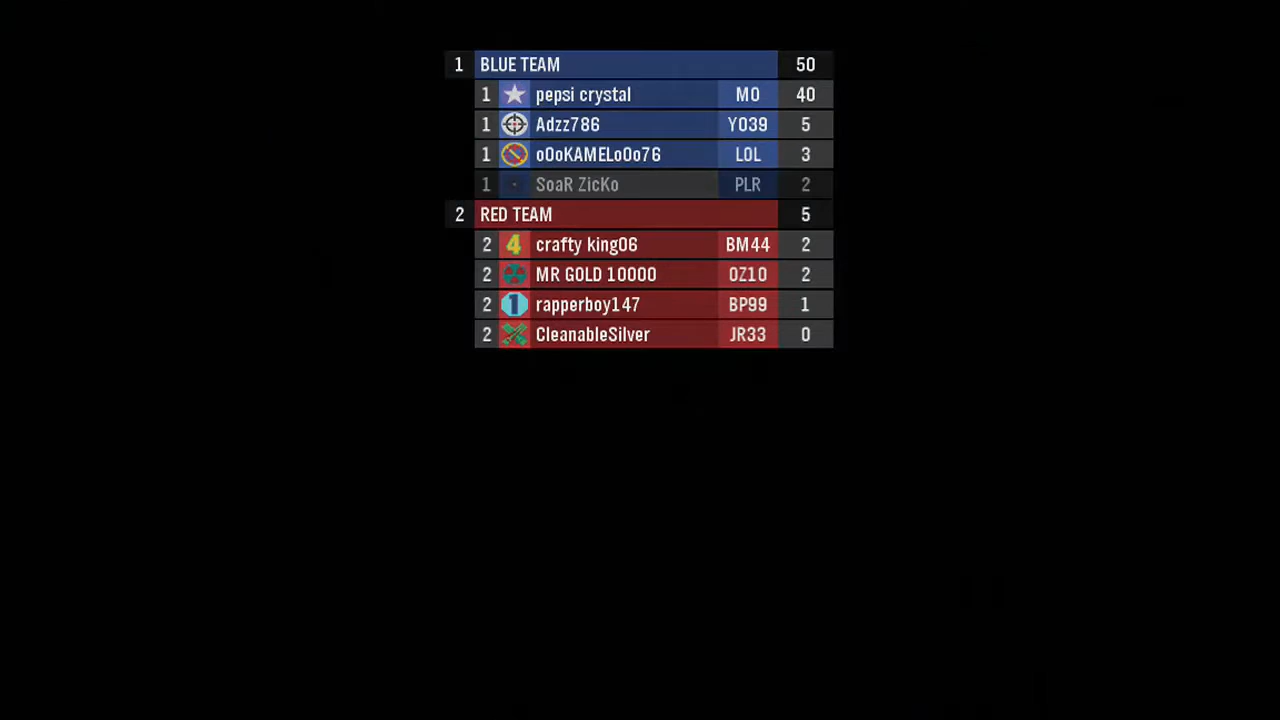 1 BLUE TEAM 50
1 pepsi crystal M0 40
1 Adzz786 Y039 5
1 oOoKAMELoOo76 LOL 3
1 SoaR ZicKo PLR 2
2 RED TEAM 5
2 4 crafty king06 BM44 2
2 MR GOLD 10000 OZ10 2
2 1 rapperboy147 BP99 1
2 CleanableSilver JR33 0